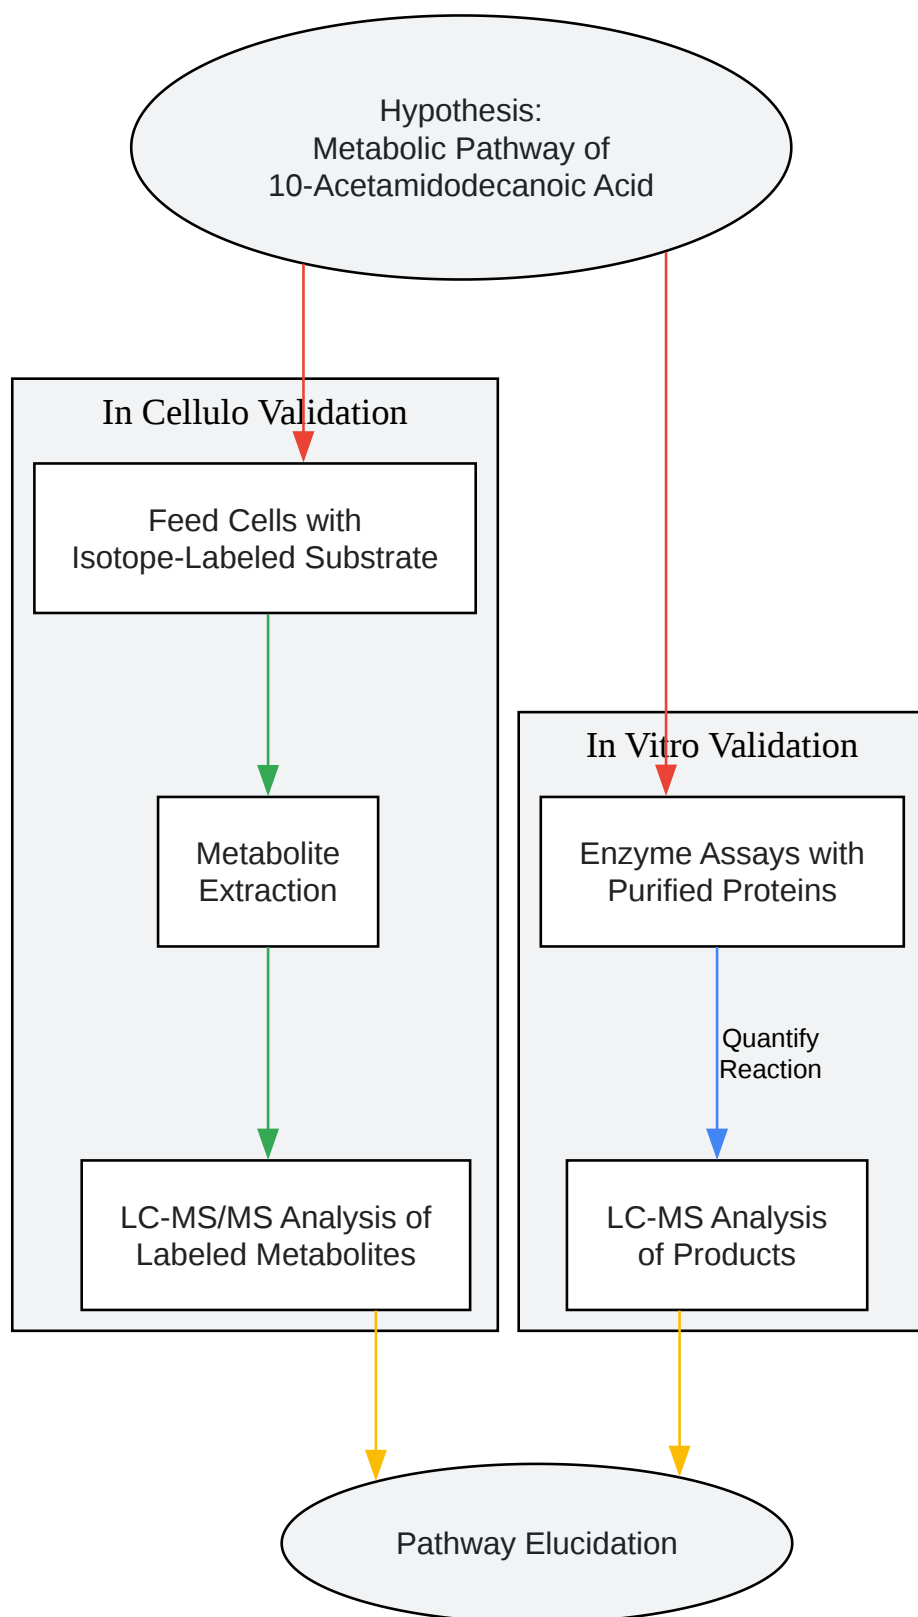 Hypothesis:
Metabolic Pathway of
10-Acetamidodecanoic Acid
In Cellulo Validation
Feed Cells with
Isotope-Labeled Substrate
Metabolite
Extraction
LC-MS/MS Analysis of
Labeled Metabolites
In Vitro Validation
Enzyme Assays with
Purified Proteins
Quantify
Reaction
LC-MS Analysis
of Products
Pathway Elucidation